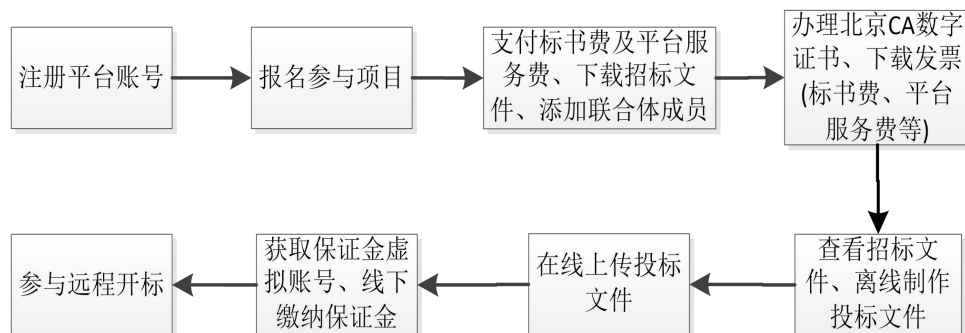 注册平台账号
报名参与项目
支付标书费及平台服
务费、下载招标文
件、添加联合体成员
办理北京CA数字
证书、下载发票
(标书费、平台
服务费等)
查看招标文
件、离线制作
投标文件
在线上传投标
文件
获取保证金虚
拟账号、线下
缴纳保证金
参与远程开标